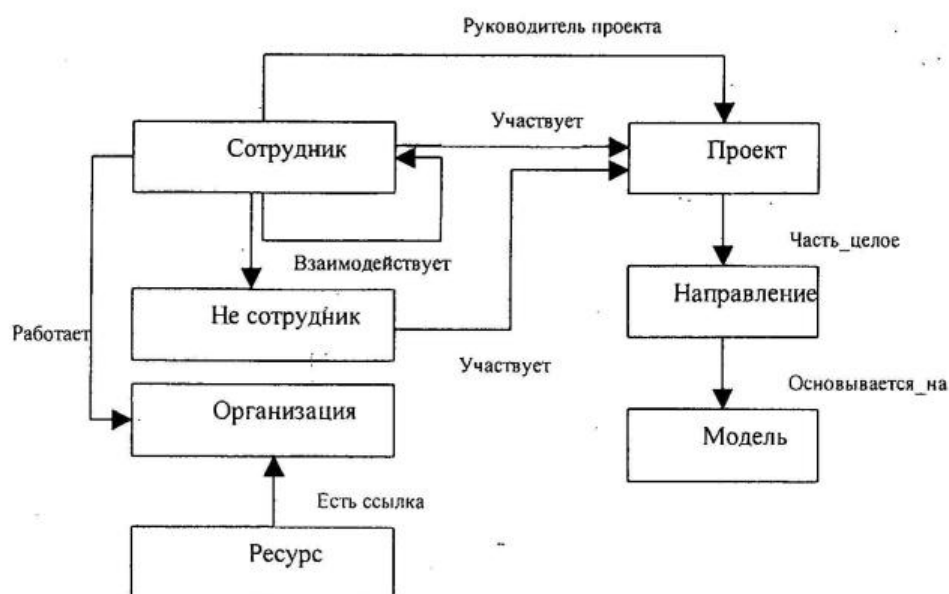 Руководитель проекта
Участвует
Сотрудник
Проект
Взаимодействует
Часть_целое
Не сотрудник
Направление
Работает
Участвует
Организация
Основывается_на
Модель
Есть ссылка
Ресурс